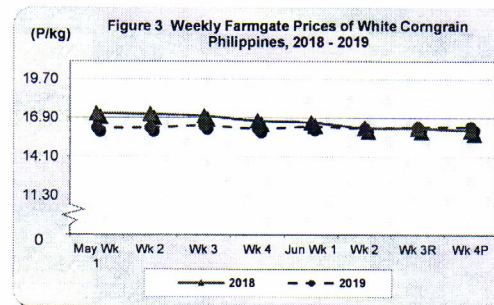 (P/kg)
Figure 3 Weekly Farmgate Prices of White Corngrain
Philippines, 2018 - 2019
19.70
16.90
14.10
11.30
0
May Wk 1 Wk 2 Wk 3 Wk 4 Jun Wk 1 Wk 2 Wk 3R Wk 4P
2018 2019